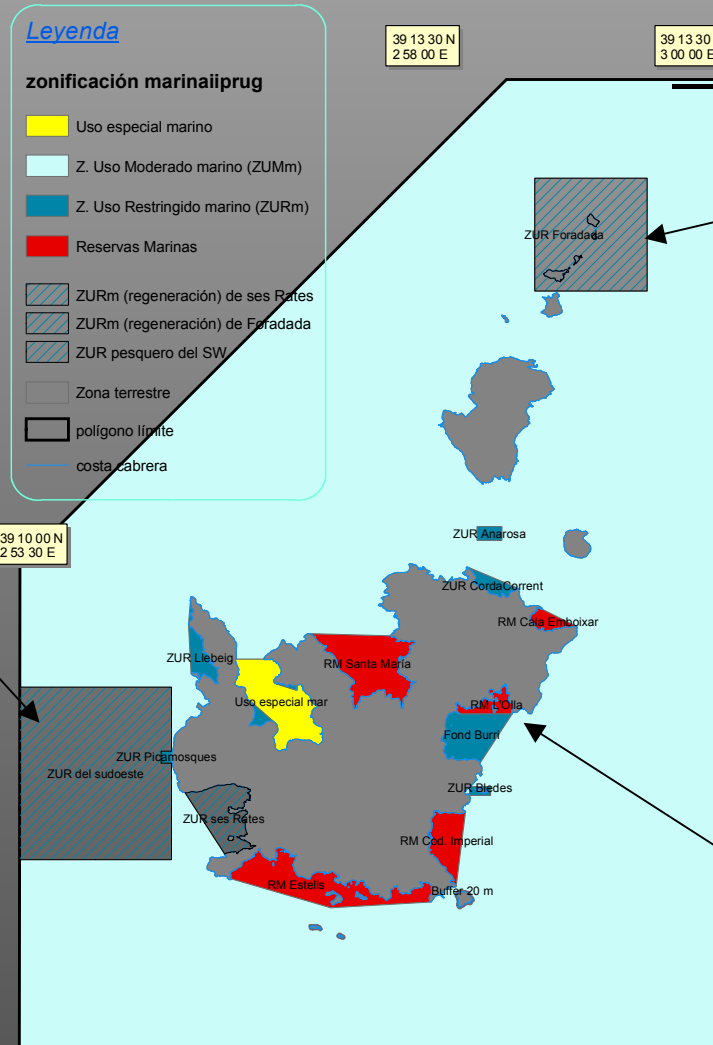 Leyenda
zonificación marinaiiprug
Uso especial marino
Z. Uso Moderado marino (ZUMm)
Z. Uso Restringido marino (ZURm)
Reservas Marinas
ZURm (regeneración) de ses Rates
ZURm (regeneración) de Foradada
ZUR pesquero del SW
Zona terrestre
polígono límite
costa cabrera
39 13 30 N
2 58 00 E
39 13 30
3 00 00 E
39 10 00 N
2 53 30 E
ZUR Foradada
ZUR Anarosa
ZUR CordaCorrent
RM Cala Emboixar
ZUR Llebeig
RM Santa María
Uso especial mar
RM L'Olla
Fond Burri
ZUR Picamosques
ZUR del sudoeste
ZUR Bledes
ZUR ses Rates
RM Cod. Imperial
RM Estells
Buffer 20 m